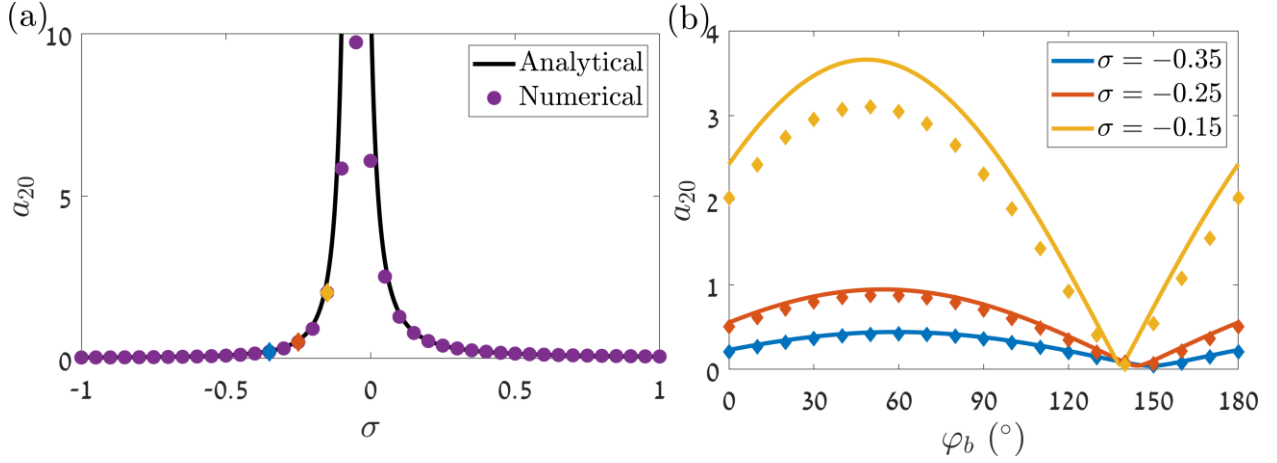 (a)
10
5
0
a₂₀
-1
-0.5
0
0.5
1
σ
Analytical
Numerical
(b)
4
3
2
1
0
a₂₀
0
30
60
90
120
150
180
φ_b (°)
σ = −0.35
σ = −0.25
σ = −0.15